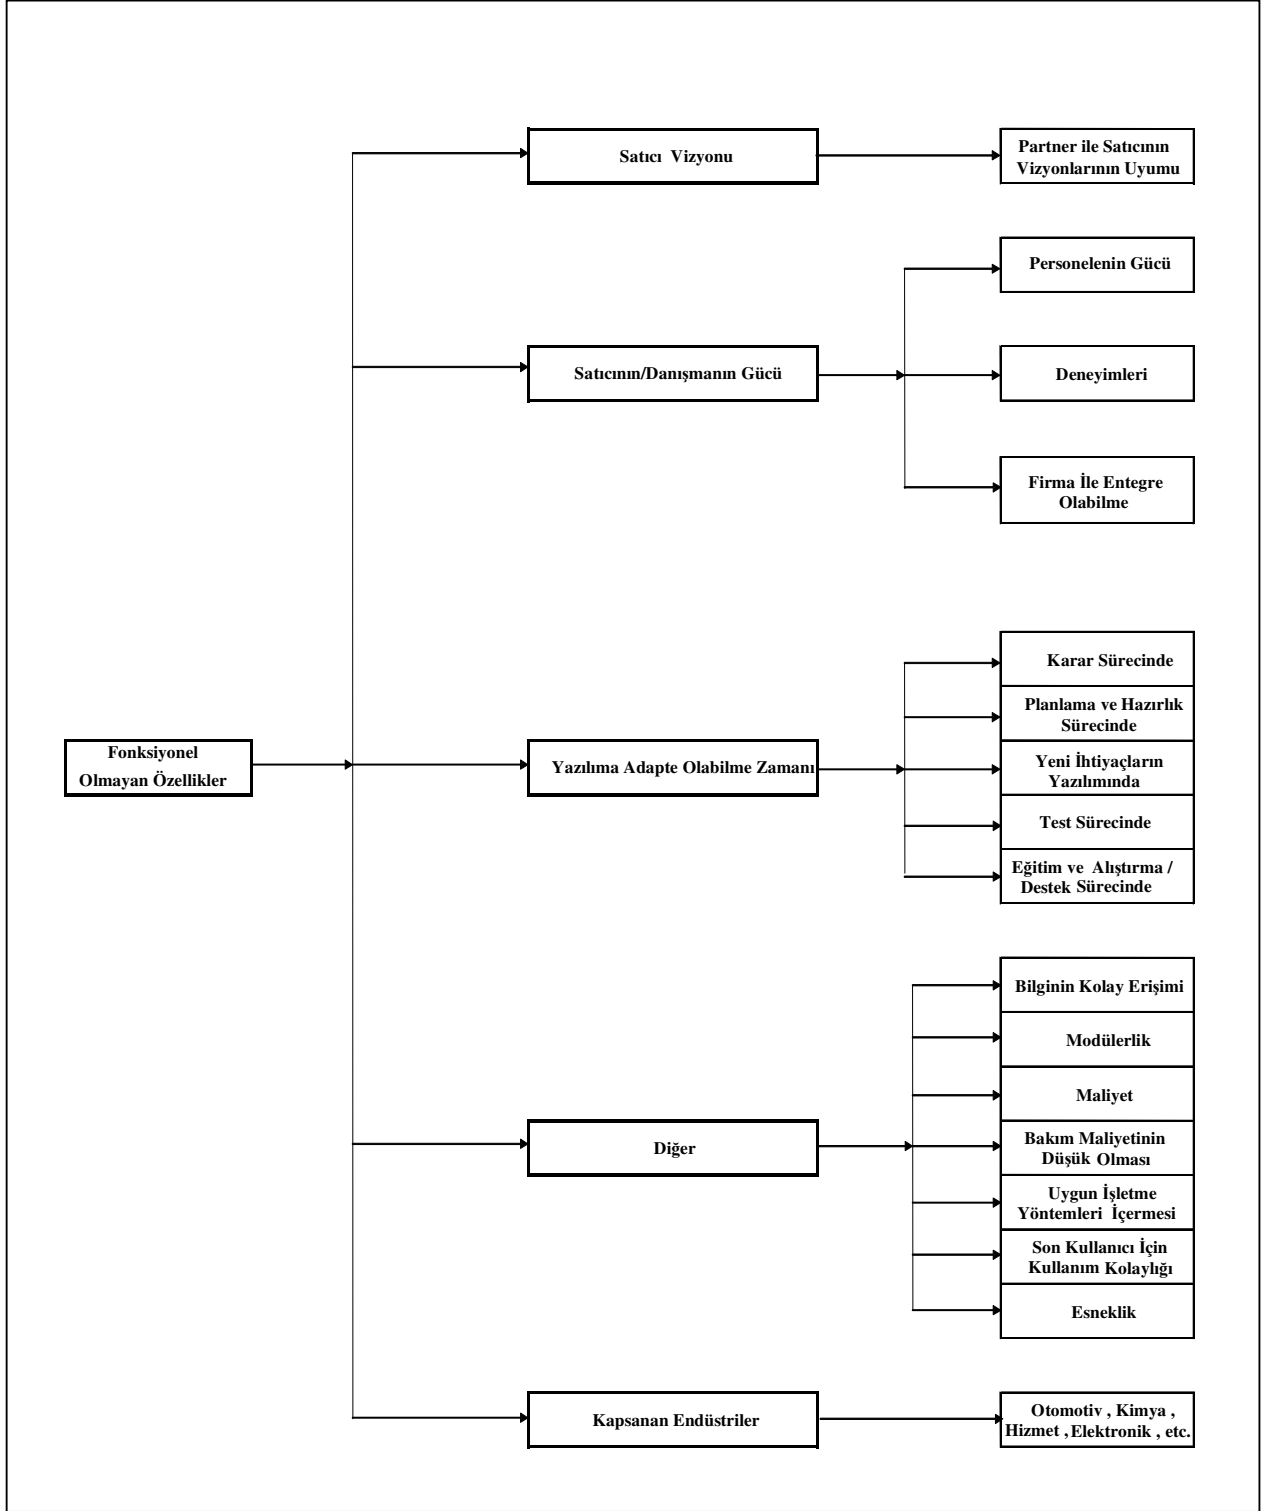 Satıcı Vizyonu
Partner ile Satıcının
Vizyonlarının Uyumu
Personelenin Gücü
Satıcının/Danışmanın Gücü
Deneyimleri
Firma İle Entegre
Olabilme
Karar Sürecinde
Planlama ve Hazırlık
Sürecinde
Fonksiyonel
Olmayan Özellikler
Yazılıma Adapte Olabilme Zamanı
Yeni İhtiyaçların
Yazılımında
Test Sürecinde
Eğitim ve Alıştırma /
Destek Sürecinde
Bilginin Kolay Erişimi
Modülerlik
Maliyet
Diğer
Bakım Maliyetinin
Düşük Olması
Uygun İşletme
Yöntemleri İçermesi
Son Kullanıcı İçin
Kullanım Kolaylığı
Esneklik
Kapsanan Endüstriler
Otomotiv , Kimya ,
Hizmet , Elektronik , etc.